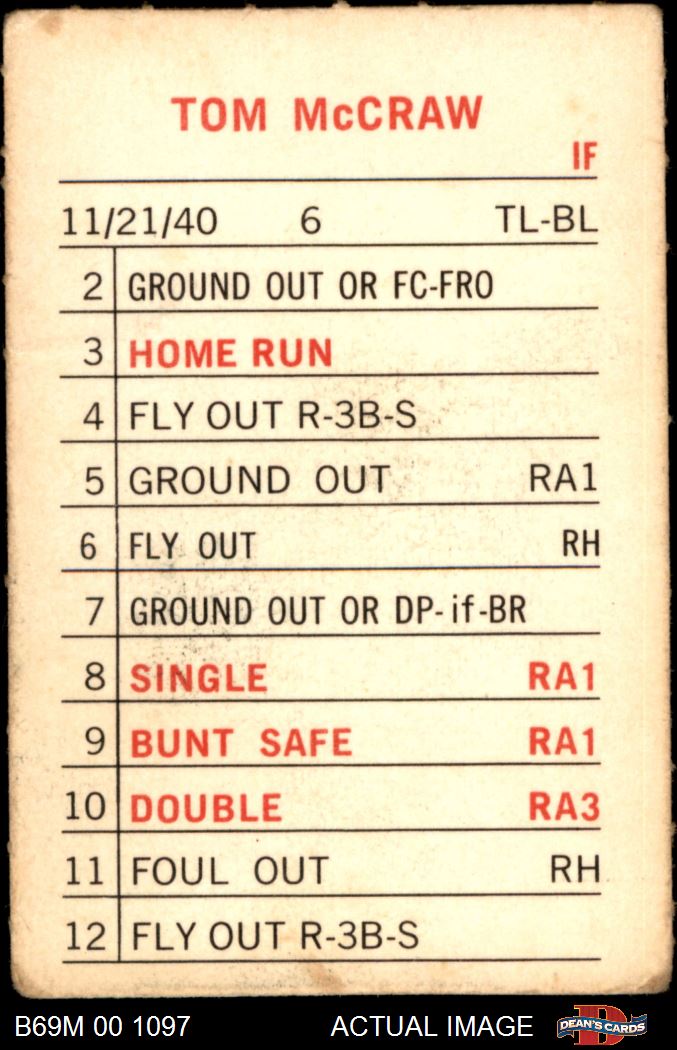 TOM McCRAW
IF
11/21/40 6 TL-BL
2 GROUND OUT OR FC-FRO
3 HOME RUN
4 FLY OUT R-3B-S
5 GROUND OUT RA1
6 FLY OUT RH
7 GROUND OUT OR DP-if-BR
8 SINGLE RA1
9 BUNT SAFE RA1
10 DOUBLE RA3
11 FOUL OUT RH
12 FLY OUT R-3B-S
B69M 00 1097 ACTUAL IMAGE D DEAN'S CARDS